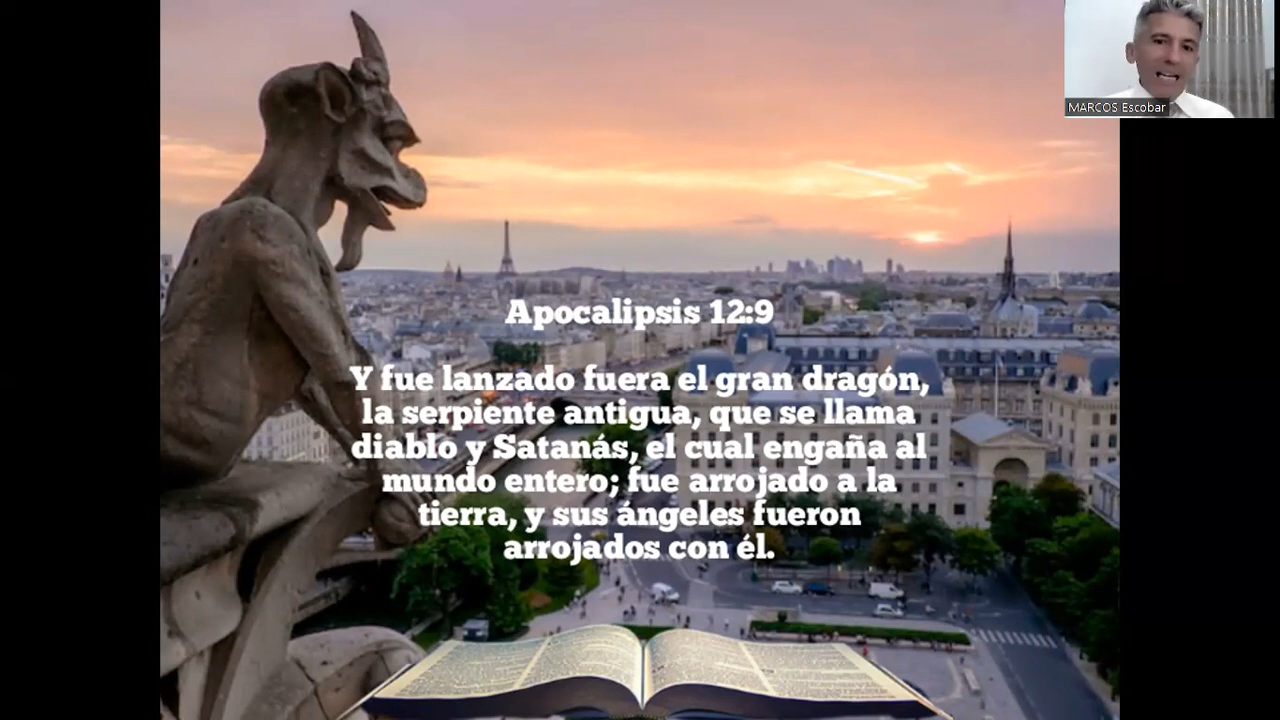 MARCOS Escobar
Apocalipsis 12:9
Y fue lanzado fuera el gran dragón,
la serpiente antigua, que se llama
diablo y Satanás, el cual engaña al
mundo entero; fue arrojado a la
tierra, y sus ángeles fueron
arrojados con él.